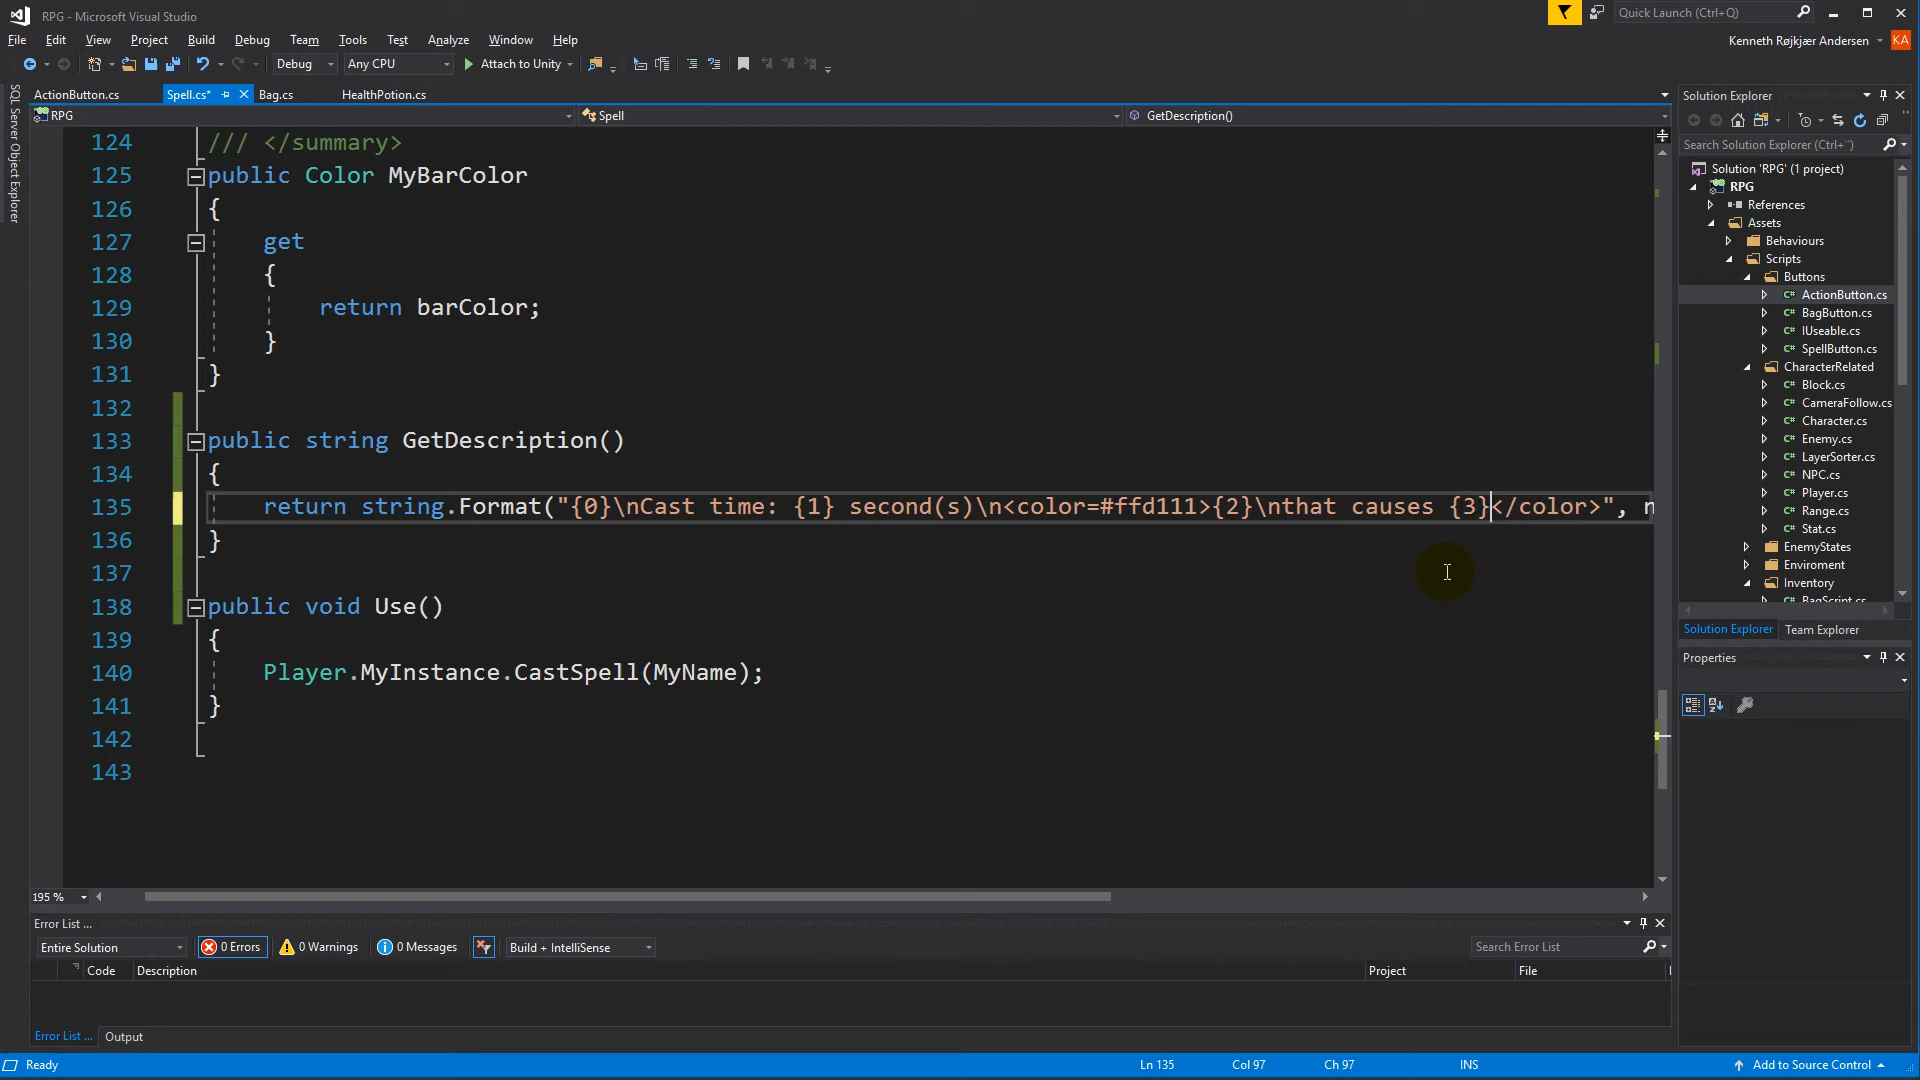 RPG - Microsoft Visual Studio
Quick Launch (Ctrl+Q)
File Edit View Project Build Debug Team Tools Test Analyze Window Help
Kenneth Røjkjær Andersen KA
Debug Any CPU Attach to Unity
SQL Server Object Explorer
ActionButton.cs Spell.cs* Bag.cs HealthPotion.cs
RPG Spell GetDescription()
124 /// </summary>
125 public Color MyBarColor
126 {
127 get
128 {
129 return barColor;
130 }
131 }
132
133 public string GetDescription()
134 {
135 return string.Format("{0}\nCast time: {1} second(s)\n<color=#ffd111>{2}\nthat causes {3}</color>", n
136 }
137
138 public void Use()
139 {
140 Player.MyInstance.CastSpell(MyName);
141 }
142
143
195 %
Solution Explorer
Search Solution Explorer (Ctrl+¨)
Solution 'RPG' (1 project)
RPG
References
Assets
Behaviours
Scripts
Buttons
C# ActionButton.cs
C# BagButton.cs
C# IUseable.cs
C# SpellButton.cs
CharacterRelated
C# Block.cs
C# CameraFollow.cs
C# Character.cs
C# Enemy.cs
C# LayerSorter.cs
C# NPC.cs
C# Player.cs
C# Range.cs
C# Stat.cs
EnemyStates
Enviroment
Inventory
C# BagScript.cs
Solution Explorer Team Explorer
Properties
Error List ...
Entire Solution 0 Errors 0 Warnings 0 Messages Build + IntelliSense Search Error List
Code Description Project File
Error List ... Output
Ready Ln 135 Col 97 Ch 97 INS Add to Source Control